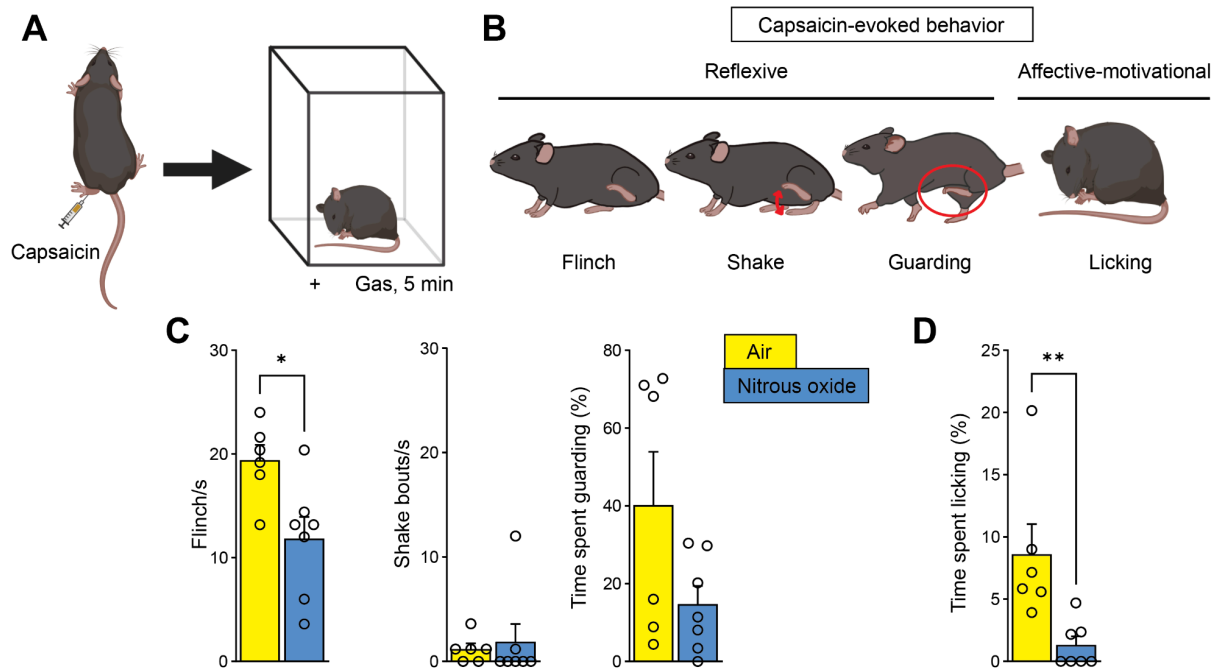 A
Capsaicin
+ Gas, 5 min
B
Capsaicin-evoked behavior
Reflexive
Affective-motivational
Flinch
Shake
Guarding
Licking
C
Flinch/s
30
20
10
0
*
Shake bouts/s
30
20
10
0
Time spent guarding (%)
80
60
40
20
0
Air
Nitrous oxide
D
Time spent licking (%)
25
20
15
10
5
0
**